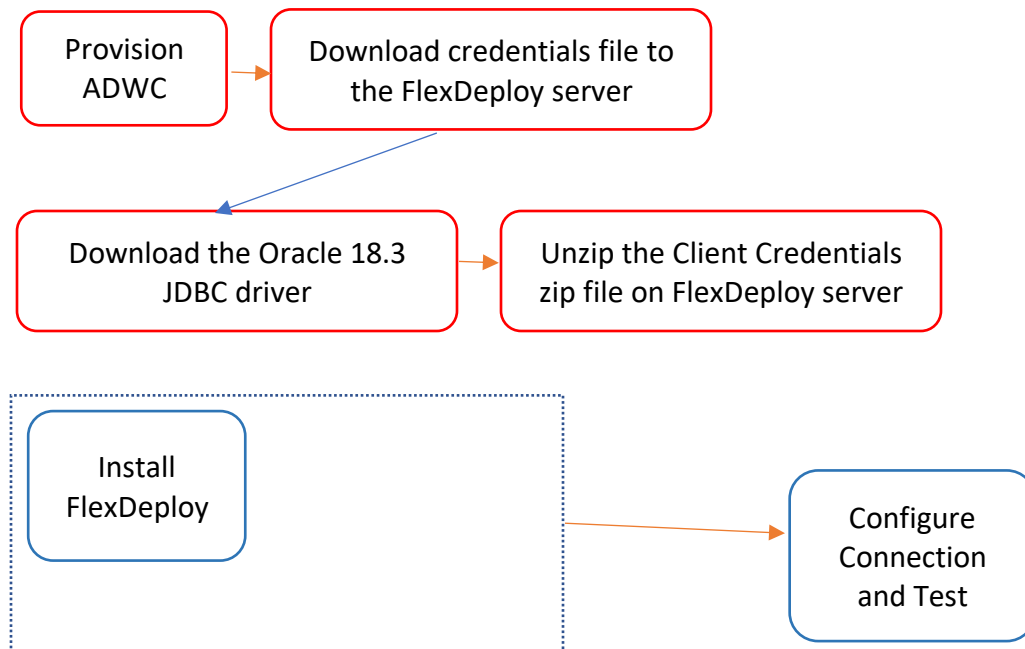 Provision
ADWC
Download credentials file to
the FlexDeploy server
Download the Oracle 18.3
JDBC driver
Unzip the Client Credentials
zip file on FlexDeploy server
Install
FlexDeploy
Configure
Connection
and Test